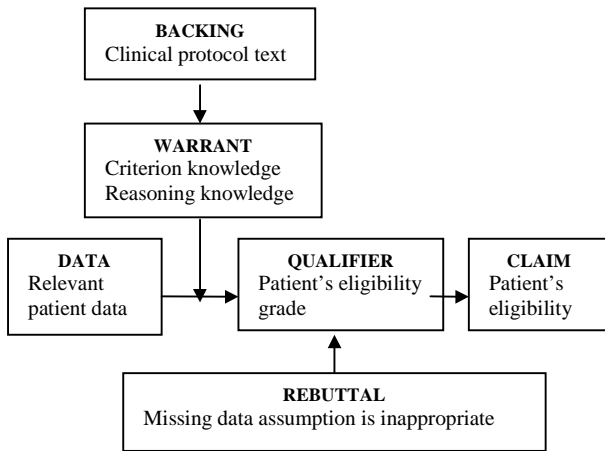 BACKING
Clinical protocol text
WARRANT
Criterion knowledge
Reasoning knowledge
DATA
Relevant
patient data
QUALIFIER
Patient’s eligibility
grade
CLAIM
Patient’s
eligibility
REBUTTAL
Missing data assumption is inappropriate